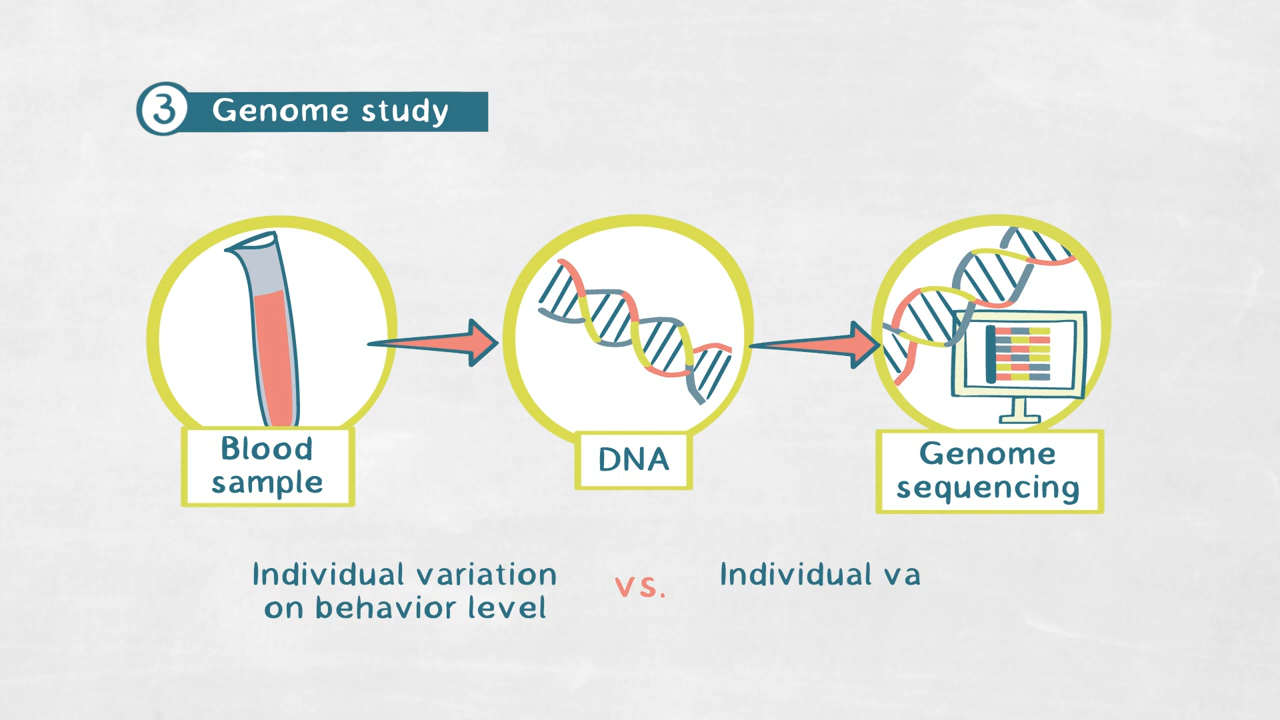 3 Genome study
Blood
sample
DNA
Genome
sequencing
Individual variation
on behavior level
vs.
Individual va